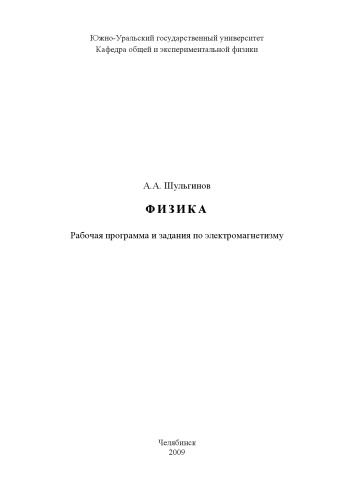 Южно-Уральский государственный университет
Кафедра общей и экспериментальной физики
А.А. Шульгинов
ФИЗИКА
Рабочая программа и задания по электромагнетизму
Челябинск
2009